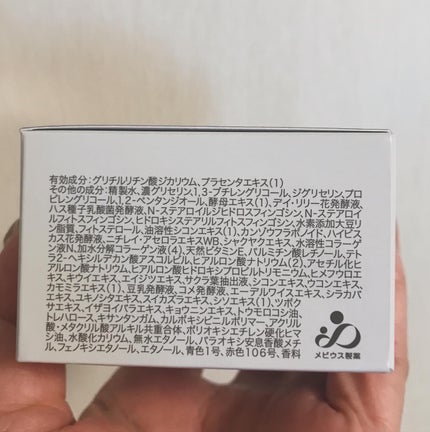 有効成分:グリチルリチン酸ジカリウム、プラセンタエキス(1)
その他の成分:精製水、濃グリセリン、1,3-ブチレングリコール、ジグリセリン、プロ
ピレングリコール、1,2-ペンタンジオール、酵母エキス(1)、デイ・リリー花発酵液、
ハス種子乳酸菌発酵液、N-ステアロイルジヒドロスフィンゴシン、N-ステアロイル
フィトスフィンゴシン、ヒドロキシステアリルフィトスフィンゴシン、水素添加大豆リ
ン脂質、フィトステロール、油溶性シコンエキス(1)、カンゾウフラボノイド、ハイビス
カス花発酵液、ニチレイ・アセロラエキスWB、シャクヤクエキス、水溶性コラーゲ
ン液N、加水分解コラーゲン液(4)、天然ビタミンE、パルミチン酸レチノール、テト
ラ2-ヘキシルデカン酸アスコルビル、ヒアルロン酸ナトリウム(2)、アセチル化ヒ
アルロン酸ナトリウム、ヒアルロン酸ヒドロキシプロピルトリモニウム、ヒメフウロエ
キス、キウイエキス、エイジツエキス、サクラ葉抽出液、シコンエキス、ウコンエキス、
カモミラエキス(1)、豆乳発酵液、コメ発酵液、エーデルワイスエキス、シラカバ
エキス、ユキノシタエキス、スイカズラエキス、シソエキス(1)、ツボク
サエキス、イザヨイバラエキス、キョウニンエキス、トウモロコシ油、
トレハロース、キサンタンガム、カルボキシビニルポリマー、アクリル
酸・メタクリル酸アルキル共重合体、ポリオキシエチレン硬化ヒマ
シ油、水酸化カリウム、無水エタノール、パラオキシ安息香酸メチ
ル、フェノキシエタノール、エタノール、青色1号、赤色106号、香料
メビウス製薬